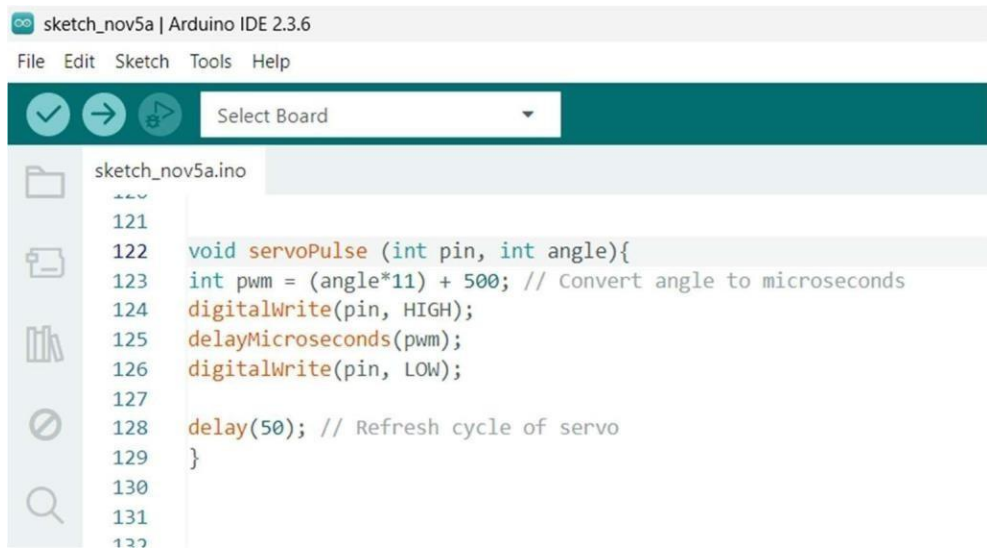 sketch_nov5a | Arduino IDE 2.3.6
File Edit Sketch Tools Help
Select Board
sketch_nov5a.ino
120
121
122 void servoPulse (int pin, int angle){
123 int pwm = (angle*11) + 500; // Convert angle to microseconds
124 digitalWrite(pin, HIGH);
125 delayMicroseconds(pwm);
126 digitalWrite(pin, LOW);
127
128 delay(50); // Refresh cycle of servo
129 }
130
131
132